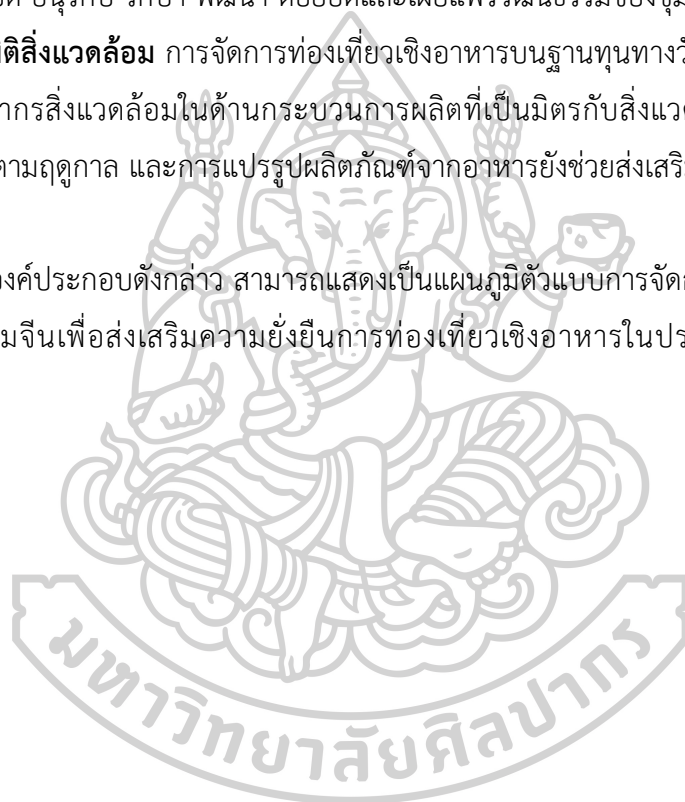 อนุรักษ์ รักษา พัฒนา ต่อยอดและเผยแพร่วัฒนธรรมของชุม
มิติสิ่งแวดล้อม การจัดการท่องเที่ยวเชิงอาหารบนฐานทุนทางวั
ากรสิ่งแวดล้อมในด้านกระบวนการผลิตที่เป็นมิตรกับสิ่งแวด
ตามฤดูกาล และการแปรรูปผลิตภัณฑ์จากอาหารยังช่วยส่งเสริ
งค์ประกอบดังกล่าว สามารถแสดงเป็นแผนภูมิตัวแบบการจัดก
มจีนเพื่อส่งเสริมความยั่งยืนการท่องเที่ยวเชิงอาหารในปร
มหาวิทยาลัยศิลปากร